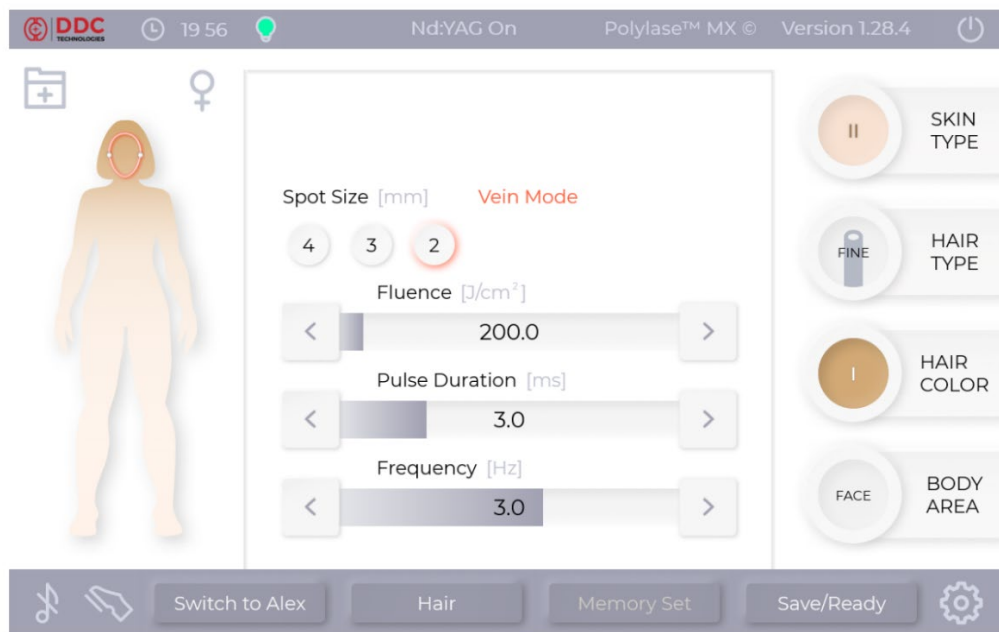 DDC
TECHNOLOGIES
19 56
Nd:YAG On
Polylase™ MX ©
Version 1.28.4
Spot Size [mm]
Vein Mode
4 3 2
Fluence [J/cm²]
200.0
Pulse Duration [ms]
3.0
Frequency [Hz]
3.0
II
SKIN
TYPE
FINE
HAIR
TYPE
I
HAIR
COLOR
FACE
BODY
AREA
Switch to Alex
Hair
Memory Set
Save/Ready